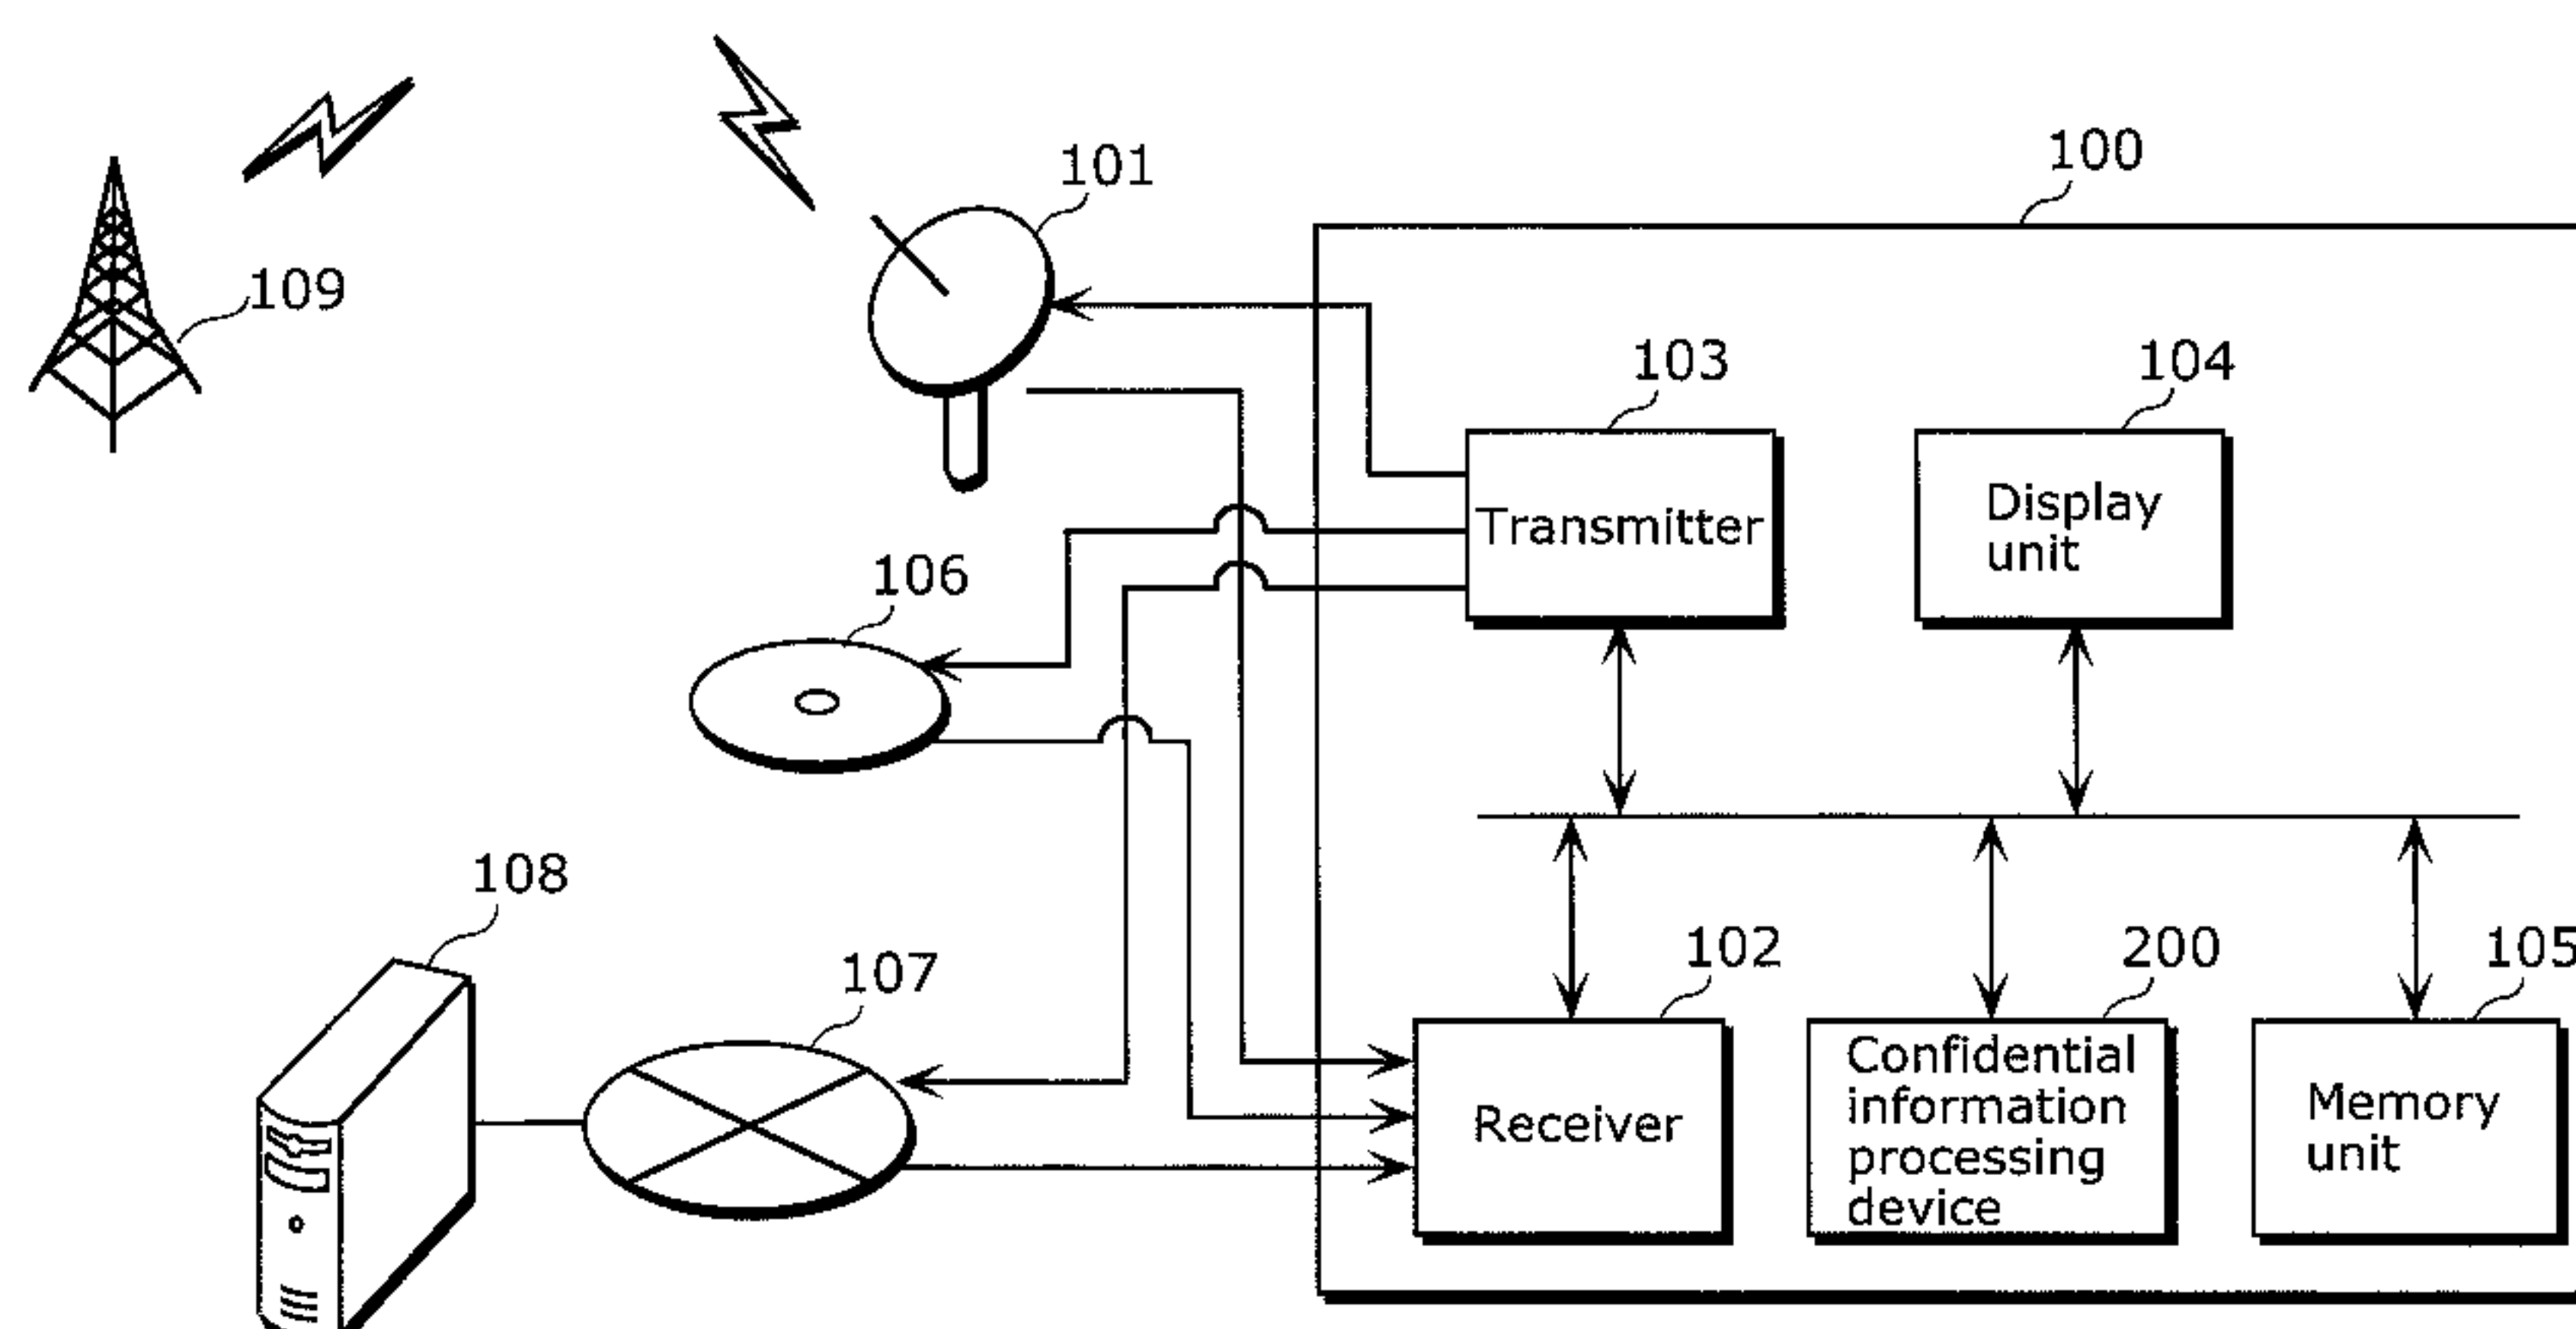 100
101
109
103
104
Transmitter
Display
unit
106
108
107
102
200
105
Receiver
Confidential
information
processing
device
Memory
unit